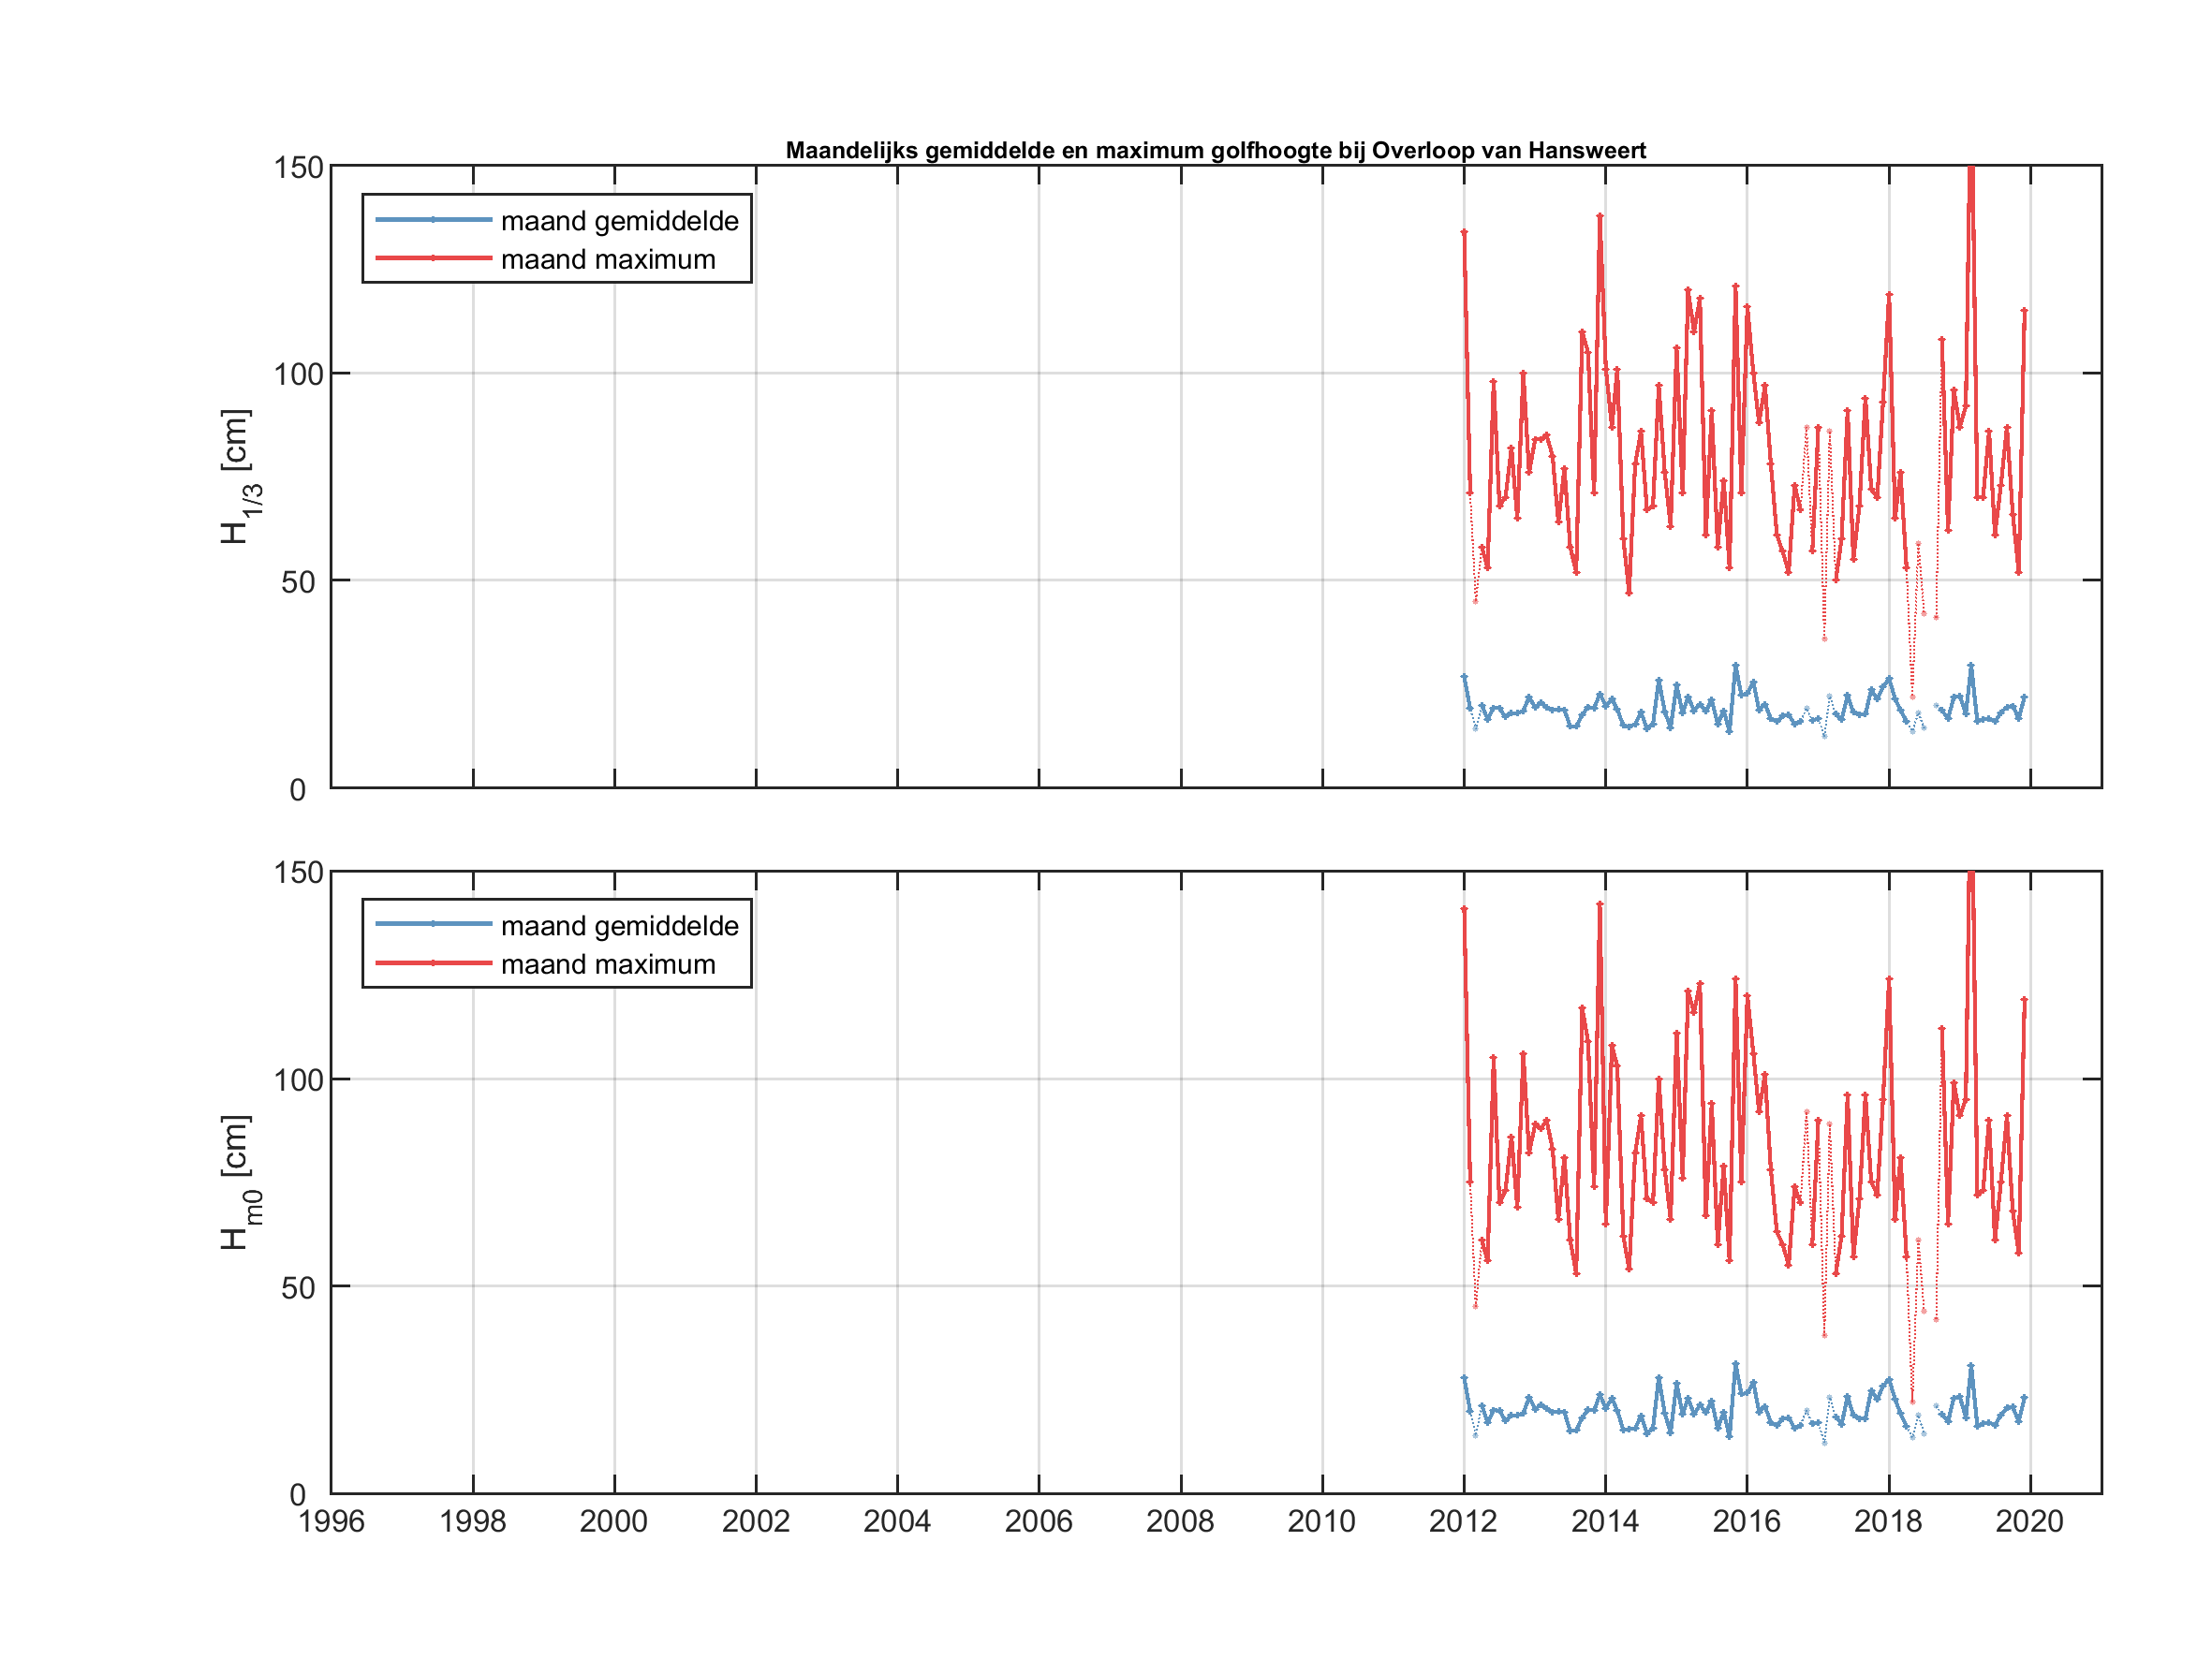 Maandelijks gemiddelde en maximum golfhoogte bij Overloop van Hansweert
150
100
50
0
H1/3 [cm]
maand gemiddelde
maand maximum
150
100
50
0
Hm0 [cm]
maand gemiddelde
maand maximum
1996 1998 2000 2002 2004 2006 2008 2010 2012 2014 2016 2018 2020